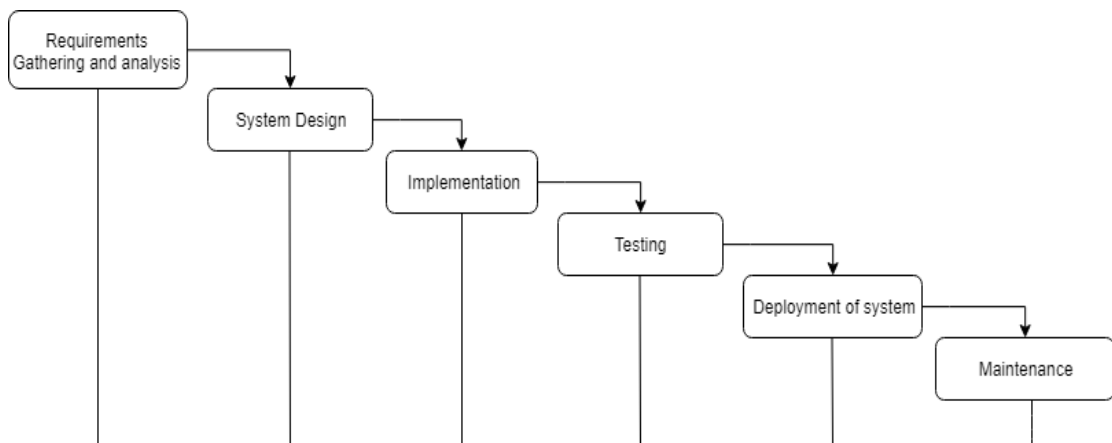 Requirements
Gathering and analysis
System Design
Implementation
Testing
Deployment of system
Maintenance